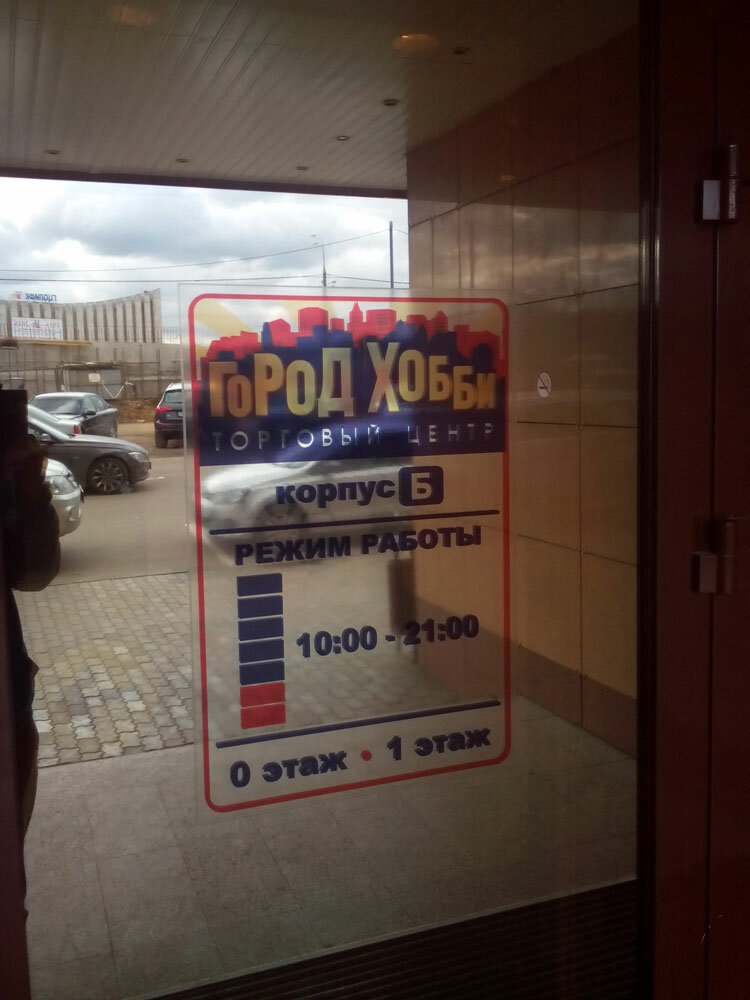 ГОРОД ХОББИ
ТОРГОВЫЙ ЦЕНТР
корпус Б
РЕЖИМ РАБОТЫ
10:00 - 21:00
0 этаж • 1 этаж